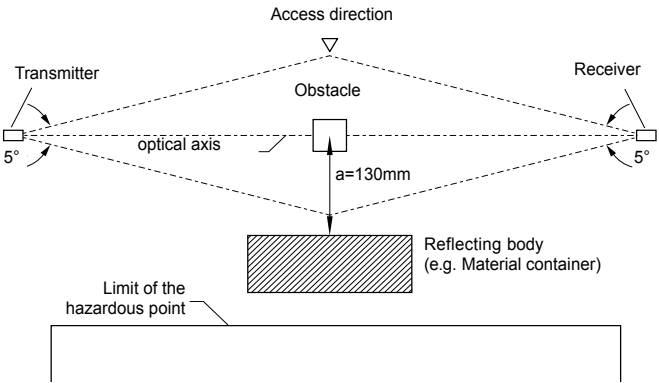 Access direction
Transmitter
Receiver
Obstacle
optical axis
5°
5°
a=130mm
Reflecting body
(e.g. Material container)
Limit of the
hazardous point